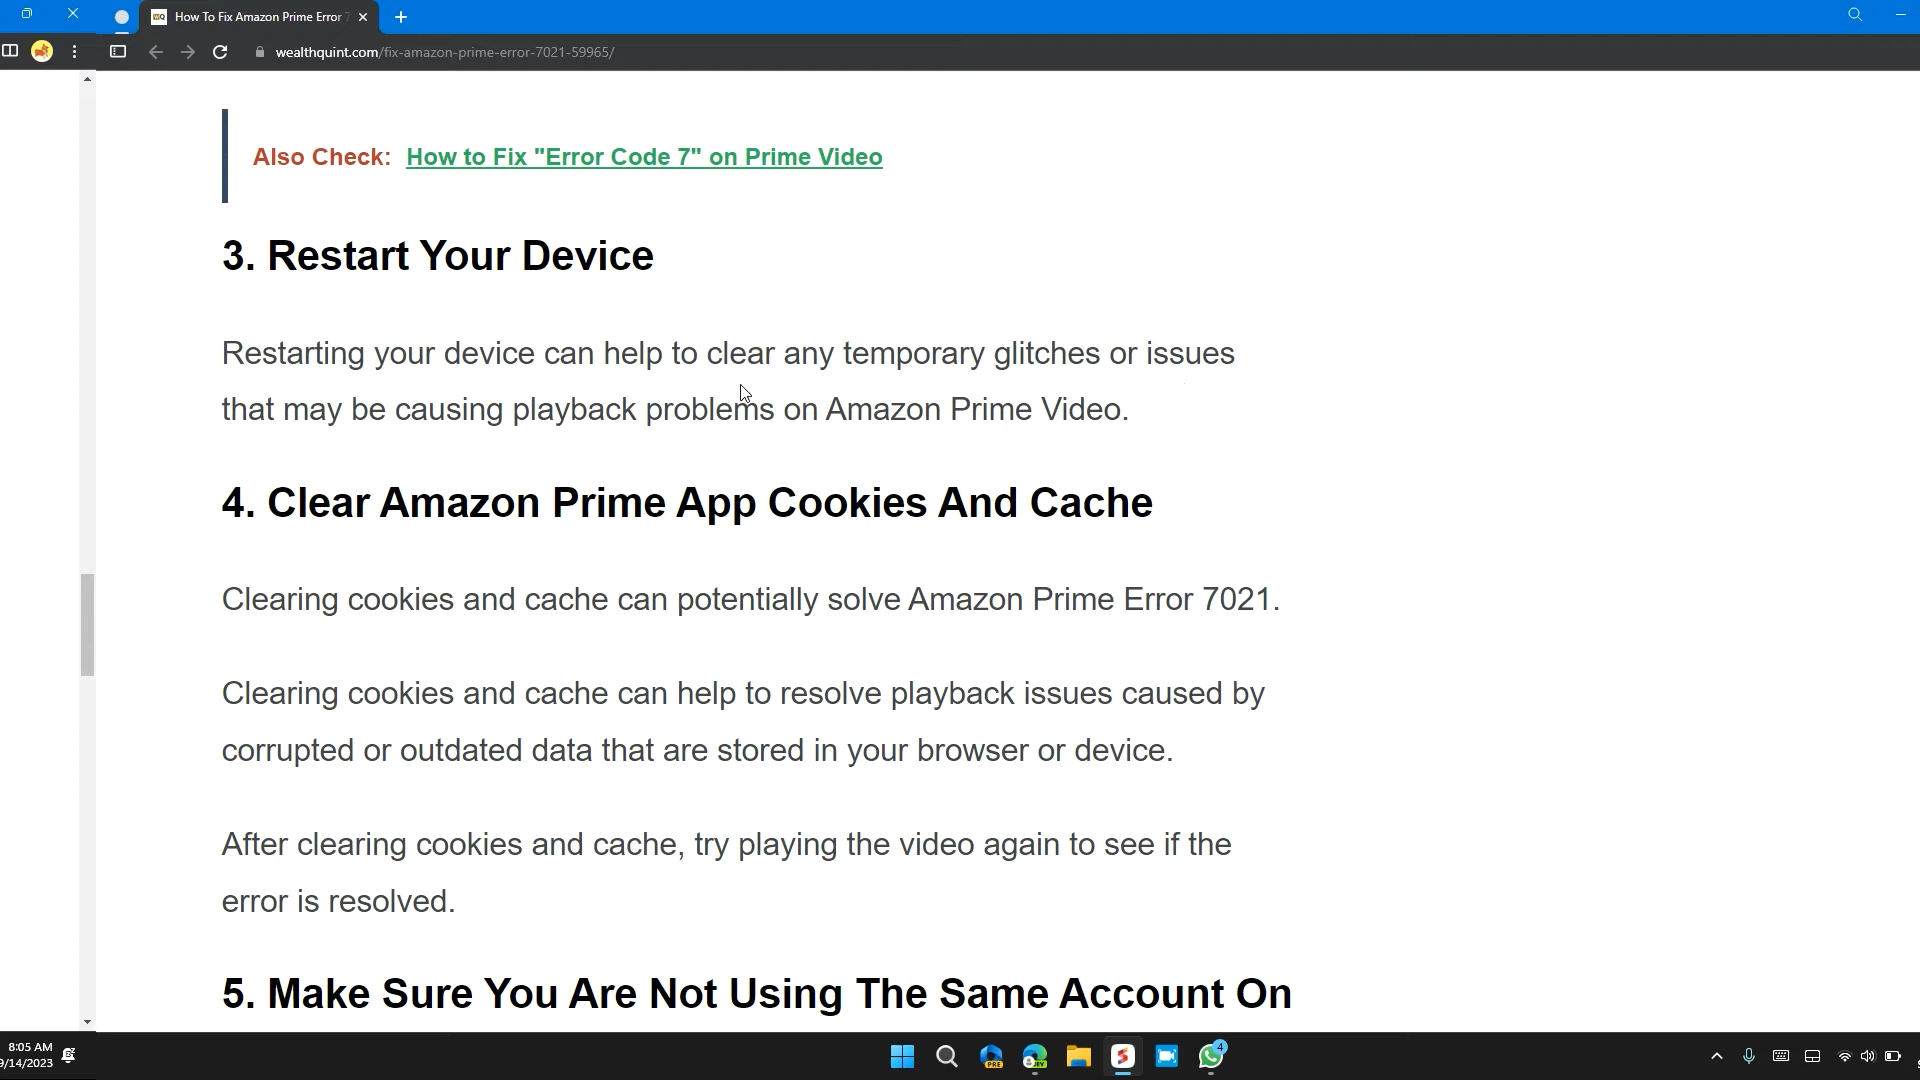 WQ How To Fix Amazon Prime Error 7
wealthquint.com/fix-amazon-prime-error-7021-59965/
Also Check: How to Fix "Error Code 7" on Prime Video
3. Restart Your Device
Restarting your device can help to clear any temporary glitches or issues
that may be causing playback problems on Amazon Prime Video.
4. Clear Amazon Prime App Cookies And Cache
Clearing cookies and cache can potentially solve Amazon Prime Error 7021.
Clearing cookies and cache can help to resolve playback issues caused by
corrupted or outdated data that are stored in your browser or device.
After clearing cookies and cache, try playing the video again to see if the
error is resolved.
5. Make Sure You Are Not Using The Same Account On
8:05 AM
9/14/2023
PRE
4